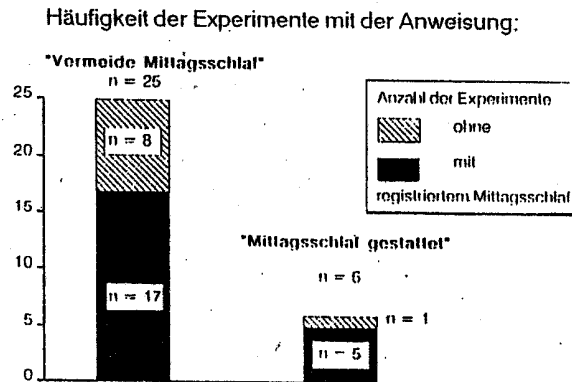 Häufigkeit der Experimente mit der Anweisung:
"Vermeide Mittagsschlaf"
n = 25
25
20
15
10
5
0
n = 8
n = 17
Anzahl der Experimente
ohne
mit
registriertem Mittagsschlaf
"Mittagsschlaf gestattet"
n = 6
n = 1
n = 5